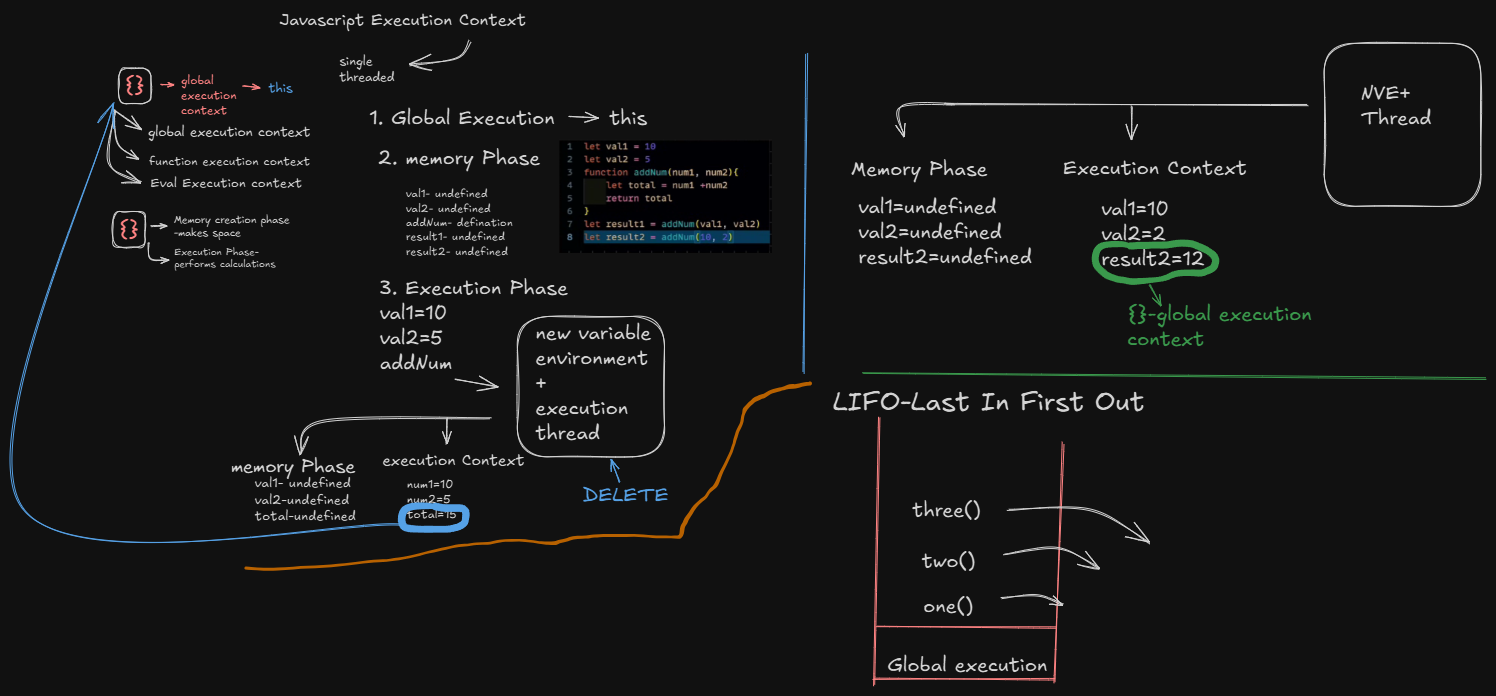 Javascript Execution Context
single
threaded
{}
global
execution
context
this
global execution context
function execution context
Eval Execution context
{}
Memory creation phase
-makes space
Execution Phase-
performs calculations
1. Global Execution
this
2. memory Phase
val1- undefined
val2- undefined
addNum- defination
result1- undefined
result2- undefined
1 let val1 = 10
2 let val2 = 5
3 function addNum(num1, num2){
4 let total = num1 +num2
5 return total
6 }
7 let result1 = addNum(val1, val2)
8 let result2 = addNum(10, 2)
3. Execution Phase
val1=10
val2=5
addNum
new variable
environment
+
execution
thread
DELETE
memory Phase
val1- undefined
val2-undefined
total-undefined
execution Context
num1=10
num2=5
total=15
NVE+
Thread
Memory Phase
val1=undefined
val2=undefined
result2=undefined
Execution Context
val1=10
val2=2
result2=12
{}-global execution
context
LIFO-Last In First Out
three()
two()
one()
Global execution